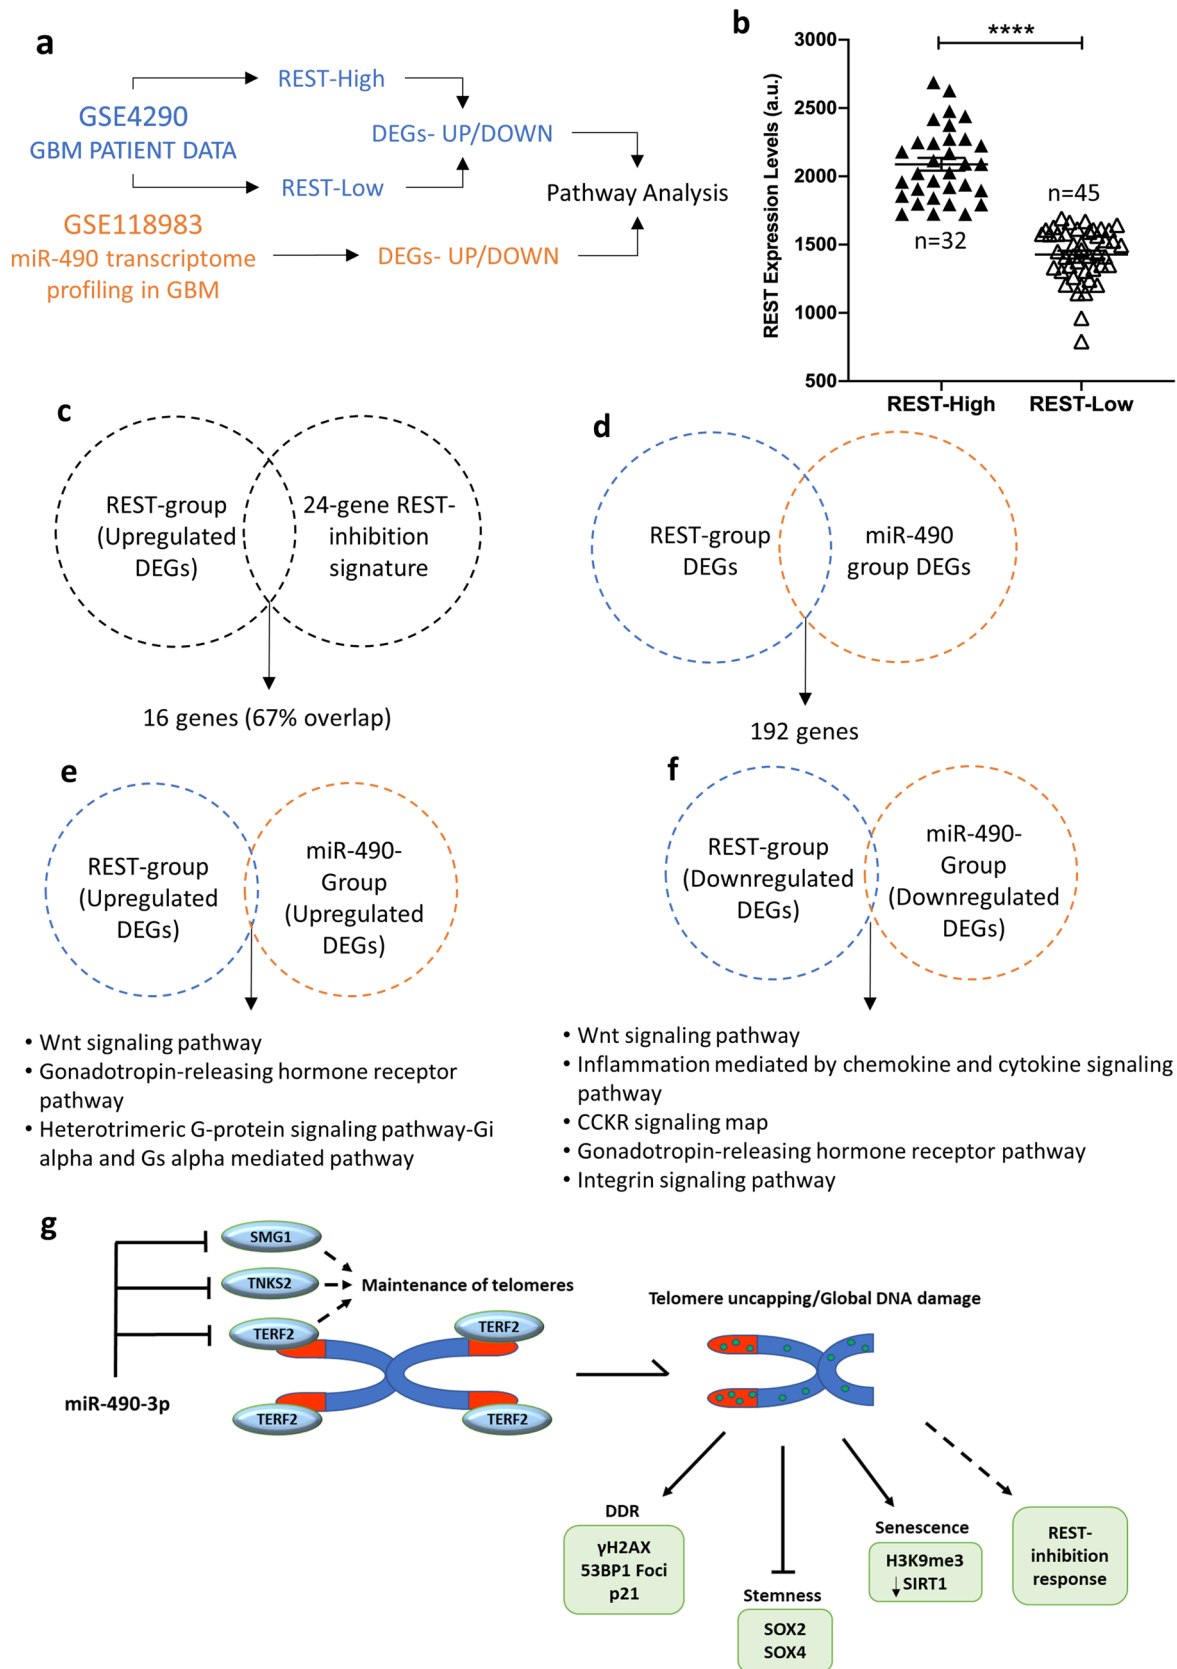 a
REST-High
GSE4290
GBM PATIENT DATA
DEGs- UP/DOWN
REST-Low
Pathway Analysis
GSE118983
miR-490 transcriptome
profiling in GBM
DEGs- UP/DOWN
b
****
REST Expression Levels (a.u.)
3000
2500
2000
1500
1000
500
n=32
n=45
REST-High
REST-Low
c
REST-group
(Upregulated
DEGs)
24-gene REST-
inhibition
signature
16 genes (67% overlap)
d
REST-group
DEGs
miR-490
group DEGs
192 genes
e
REST-group
(Upregulated
DEGs)
miR-490-
Group
(Upregulated
DEGs)
• Wnt signaling pathway
• Gonadotropin-releasing hormone receptor
pathway
• Heterotrimeric G-protein signaling pathway-Gi
alpha and Gs alpha mediated pathway
f
REST-group
(Downregulated
DEGs)
miR-490-
Group
(Downregulated
DEGs)
• Wnt signaling pathway
• Inflammation mediated by chemokine and cytokine signaling
pathway
• CCKR signaling map
• Gonadotropin-releasing hormone receptor pathway
• Integrin signaling pathway
g
SMG1
TNKS2
TERF2
Maintenance of telomeres
TERF2
miR-490-3p
TERF2
TERF2
Telomere uncapping/Global DNA damage
DDR
γH2AX
53BP1 Foci
p21
Stemness
SOX2
SOX4
Senescence
H3K9me3
↓SIRT1
REST-
inhibition
response